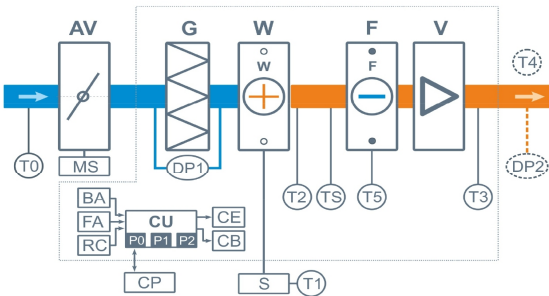 AV G W F V
W F T4
T0 MS DP1 T2 TS T5 T3 DP2
BA CE
FA CU
RC P0 P1 P2 CB
CP S T1